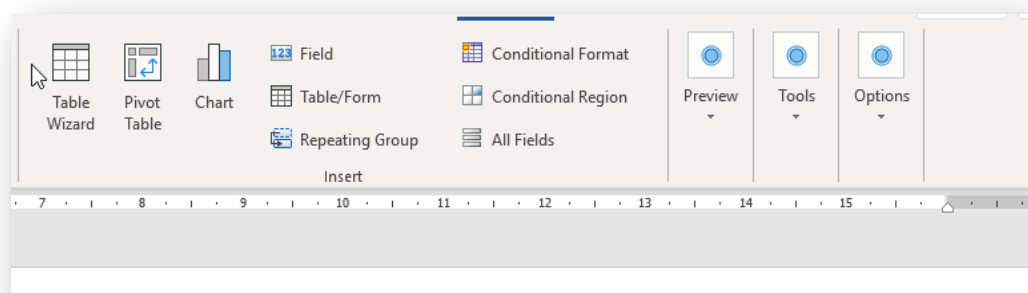 Table
Wizard
Pivot
Table
Chart
123 Field
Table/Form
Repeating Group
Conditional Format
Conditional Region
All Fields
Insert
Preview
Tools
Options
7 8 9 10 11 12 13 14 15